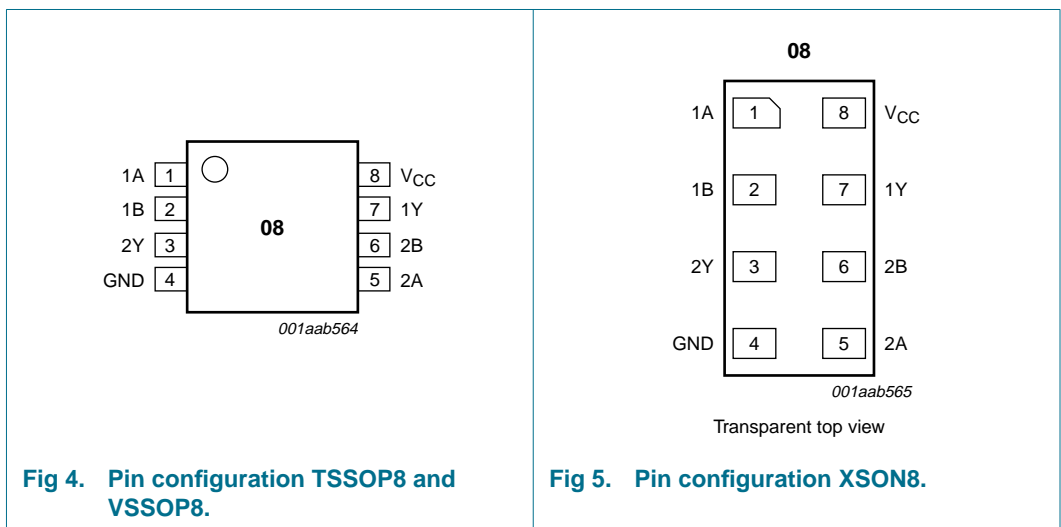 1A 1 8 VCC
1B 2 7 1Y
08
2Y 3 6 2B
GND 4 5 2A
001aab564
Fig 4. Pin configuration TSSOP8 and
VSSOP8.
08
1A 1 8 VCC
1B 2 7 1Y
2Y 3 6 2B
GND 4 5 2A
001aab565
Transparent top view
Fig 5. Pin configuration XSON8.